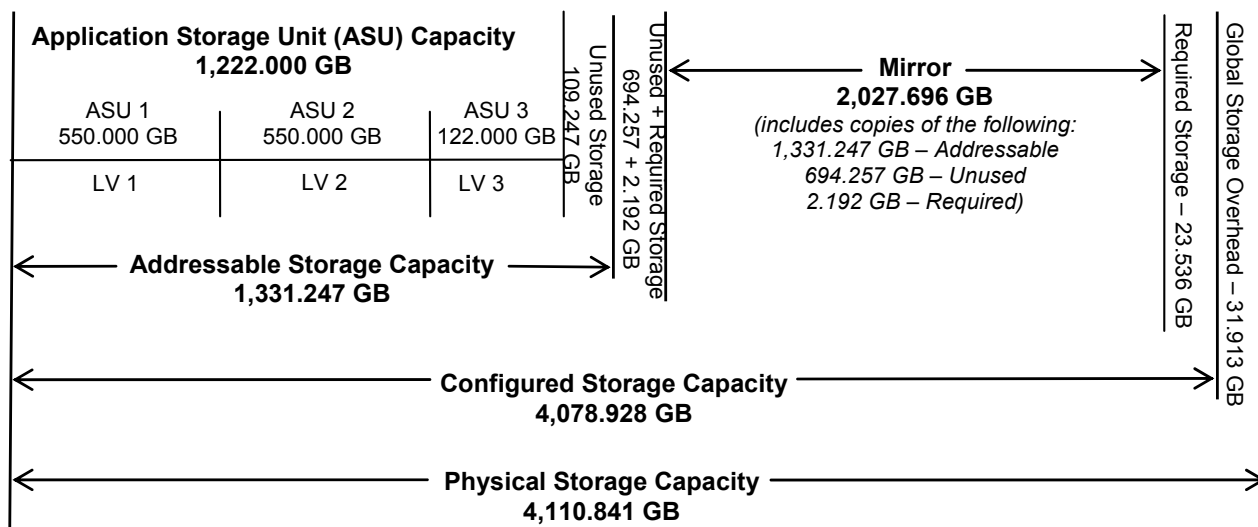 Application Storage Unit (ASU) Capacity
1,222.000 GB
ASU 1
550.000 GB
ASU 2
550.000 GB
ASU 3
122.000 GB
LV 1
LV 2
LV 3
Unused Storage
109.247 GB
Unused + Required Storage
694.257 + 2.192 GB
Mirror
2,027.696 GB
(includes copies of the following:
1,331.247 GB – Addressable
694.257 GB – Unused
2.192 GB – Required)
Required Storage – 23.536 GB
Global Storage Overhead – 31.913 GB
Addressable Storage Capacity
1,331.247 GB
Configured Storage Capacity
4,078.928 GB
Physical Storage Capacity
4,110.841 GB